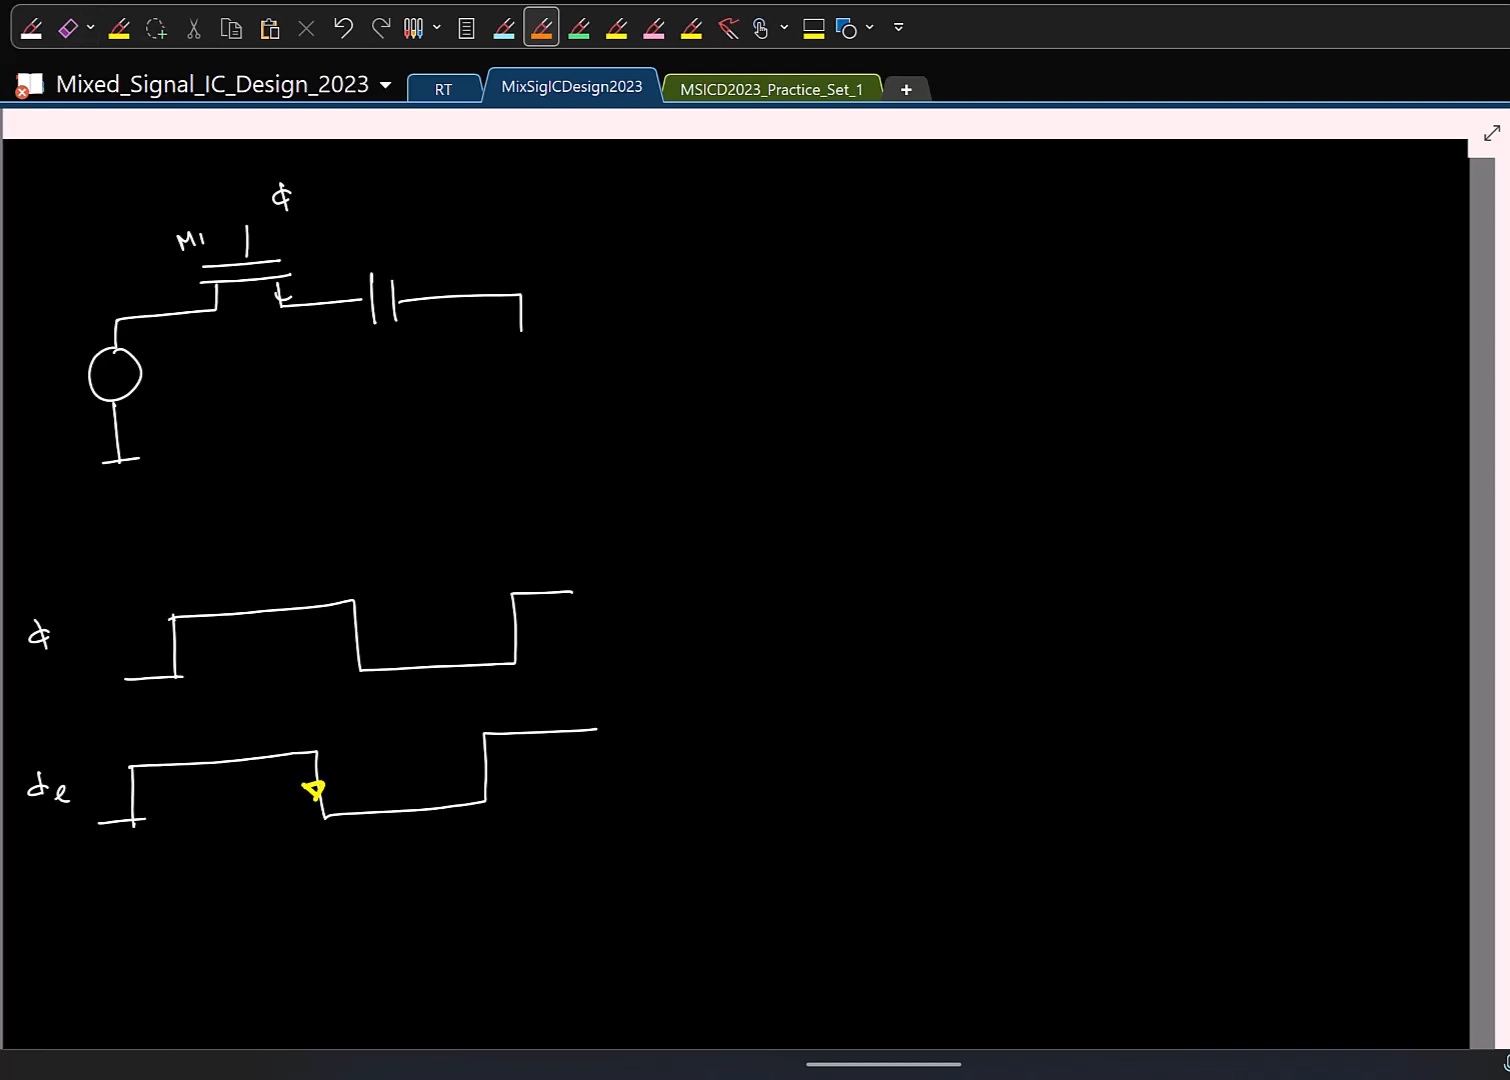 Mixed_Signal_IC_Design_2023
RT
MixSigICDesign2023
MSICD2023_Practice_Set_1
ϕ
M1
ϕ
ϕe